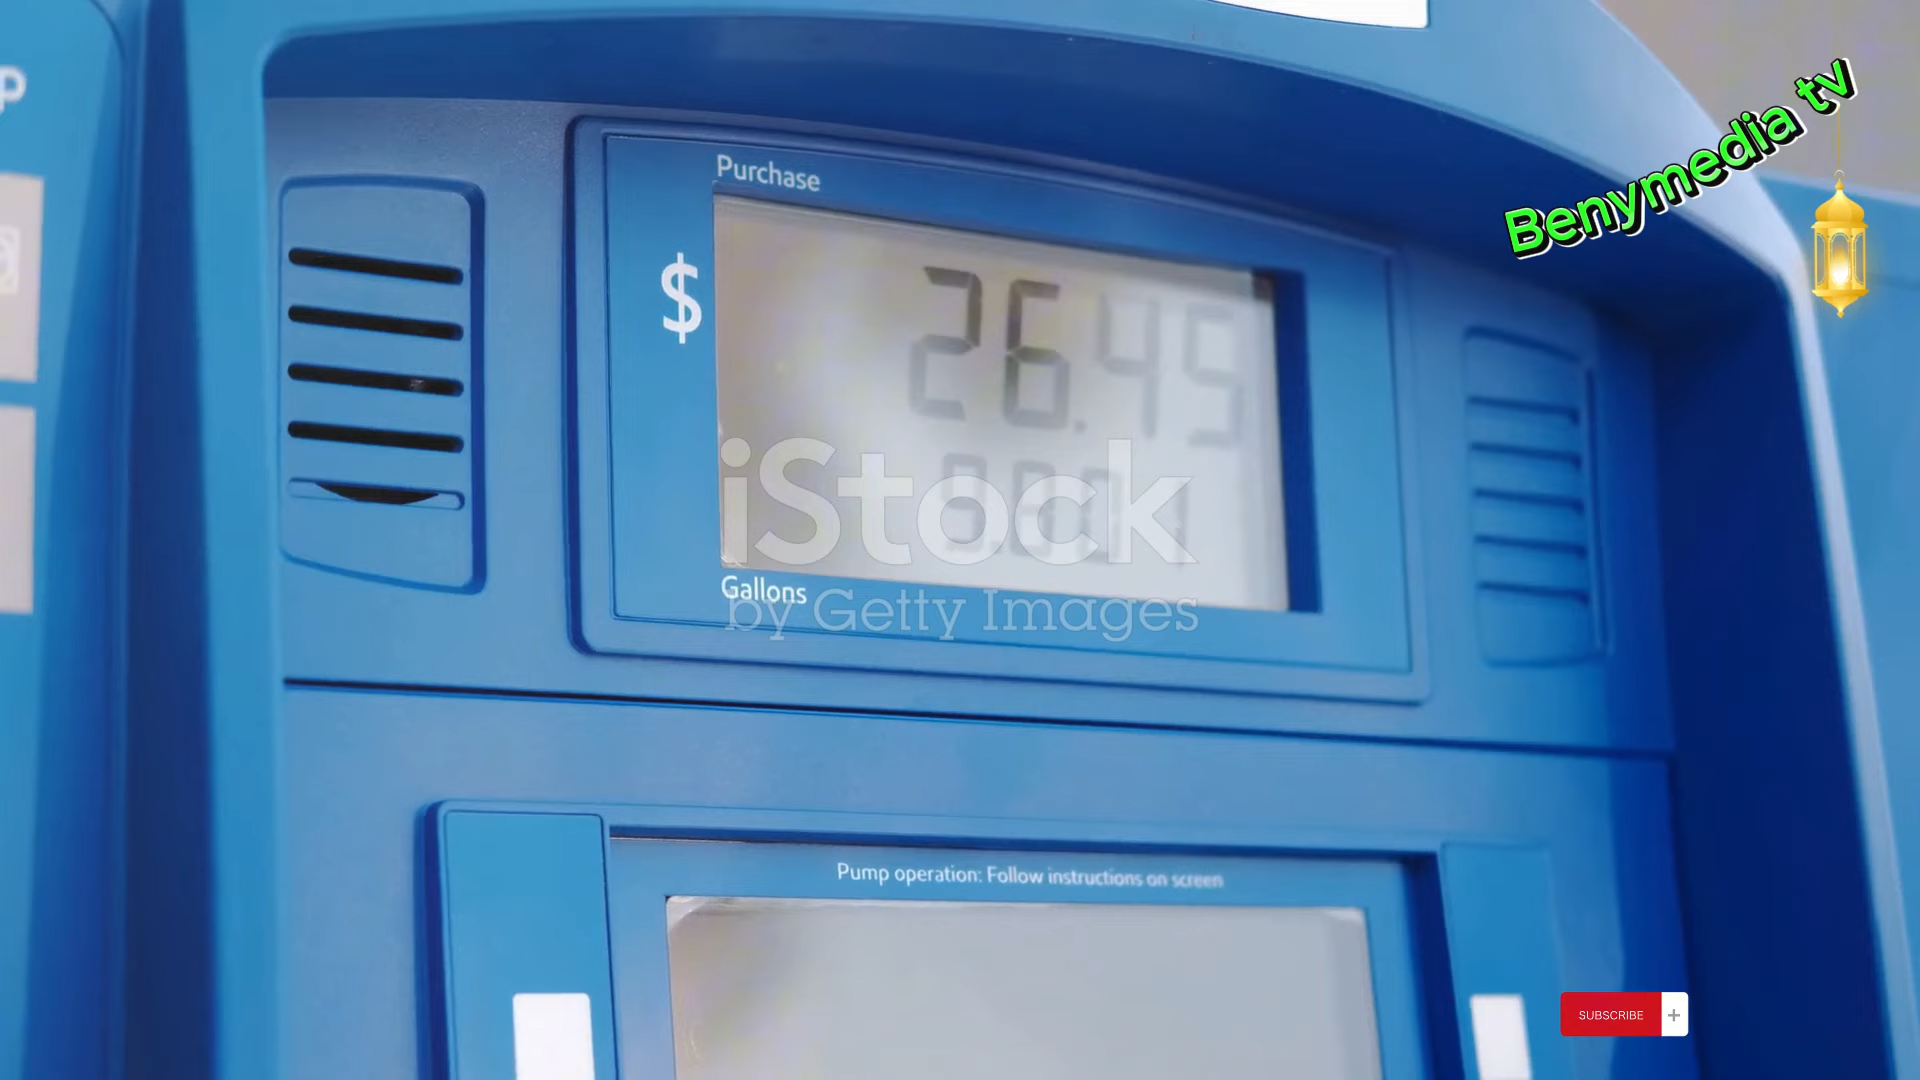 P
Benymedia tv
Purchase
$
26.45
iStock
Gallons
by Getty Images
Pump operation: Follow instructions on screen
SUBSCRIBE +